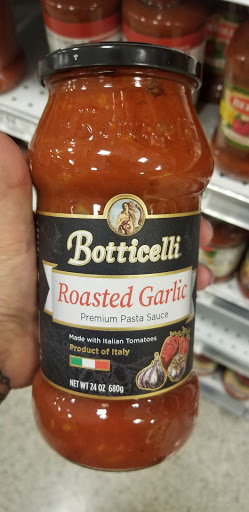 Botticelli
Roasted Garlic
Premium Pasta Sauce
Made with Italian Tomatoes
Product of Italy
NET WT 24 OZ 680g